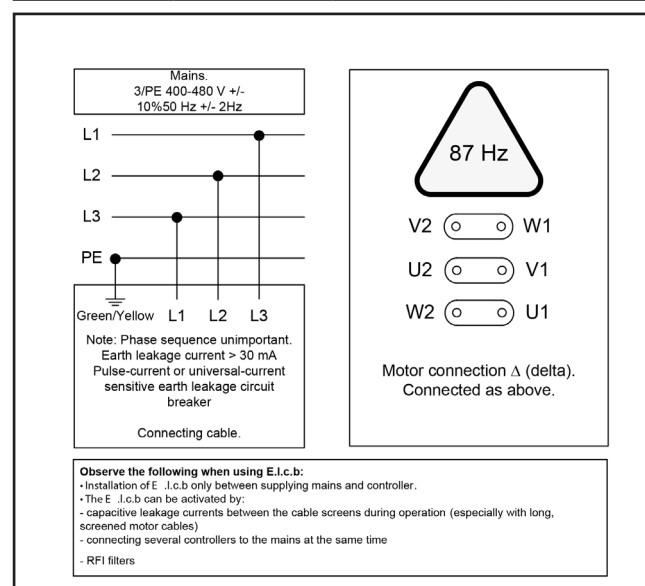 Mains.
3/PE 400-480 V +/-
10%50 Hz +/- 2Hz
L1
L2
L3
PE
Green/Yellow L1 L2 L3
Note: Phase sequence unimportant.
Earth leakage current > 30 mA
Pulse-current or universal-current
sensitive earth leakage circuit
breaker
Connecting cable.
87 Hz
V2 W1
U2 V1
W2 U1
Motor connection Δ (delta).
Connected as above.
Observe the following when using E.l.c.b:
• Installation of E .l.c.b only between supplying mains and controller.
• The E .l.c.b can be activated by:
- capacitive leakage currents between the cable screens during operation (especially with long,
screened motor cables)
- connecting several controllers to the mains at the same time
- RFI filters